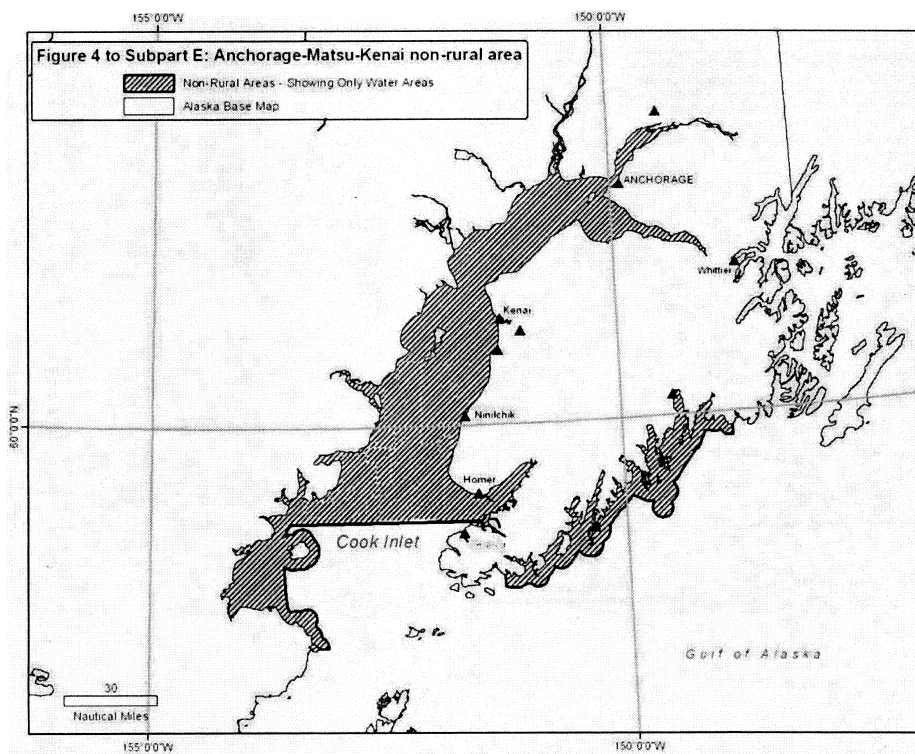 155°0'0"W
150°0'0"W
Figure 4 to Subpart E: Anchorage-Matsu-Kenai non-rural area
Non-Rural Areas - Showing Only Water Areas
Alaska Base Map
ANCHORAGE
Whittier
Kenai
60°0'0"N
Ninilchik
Homer
Cook Inlet
Gulf of Alaska
30
Nautical Miles
155°0'0"W
150°0'0"W